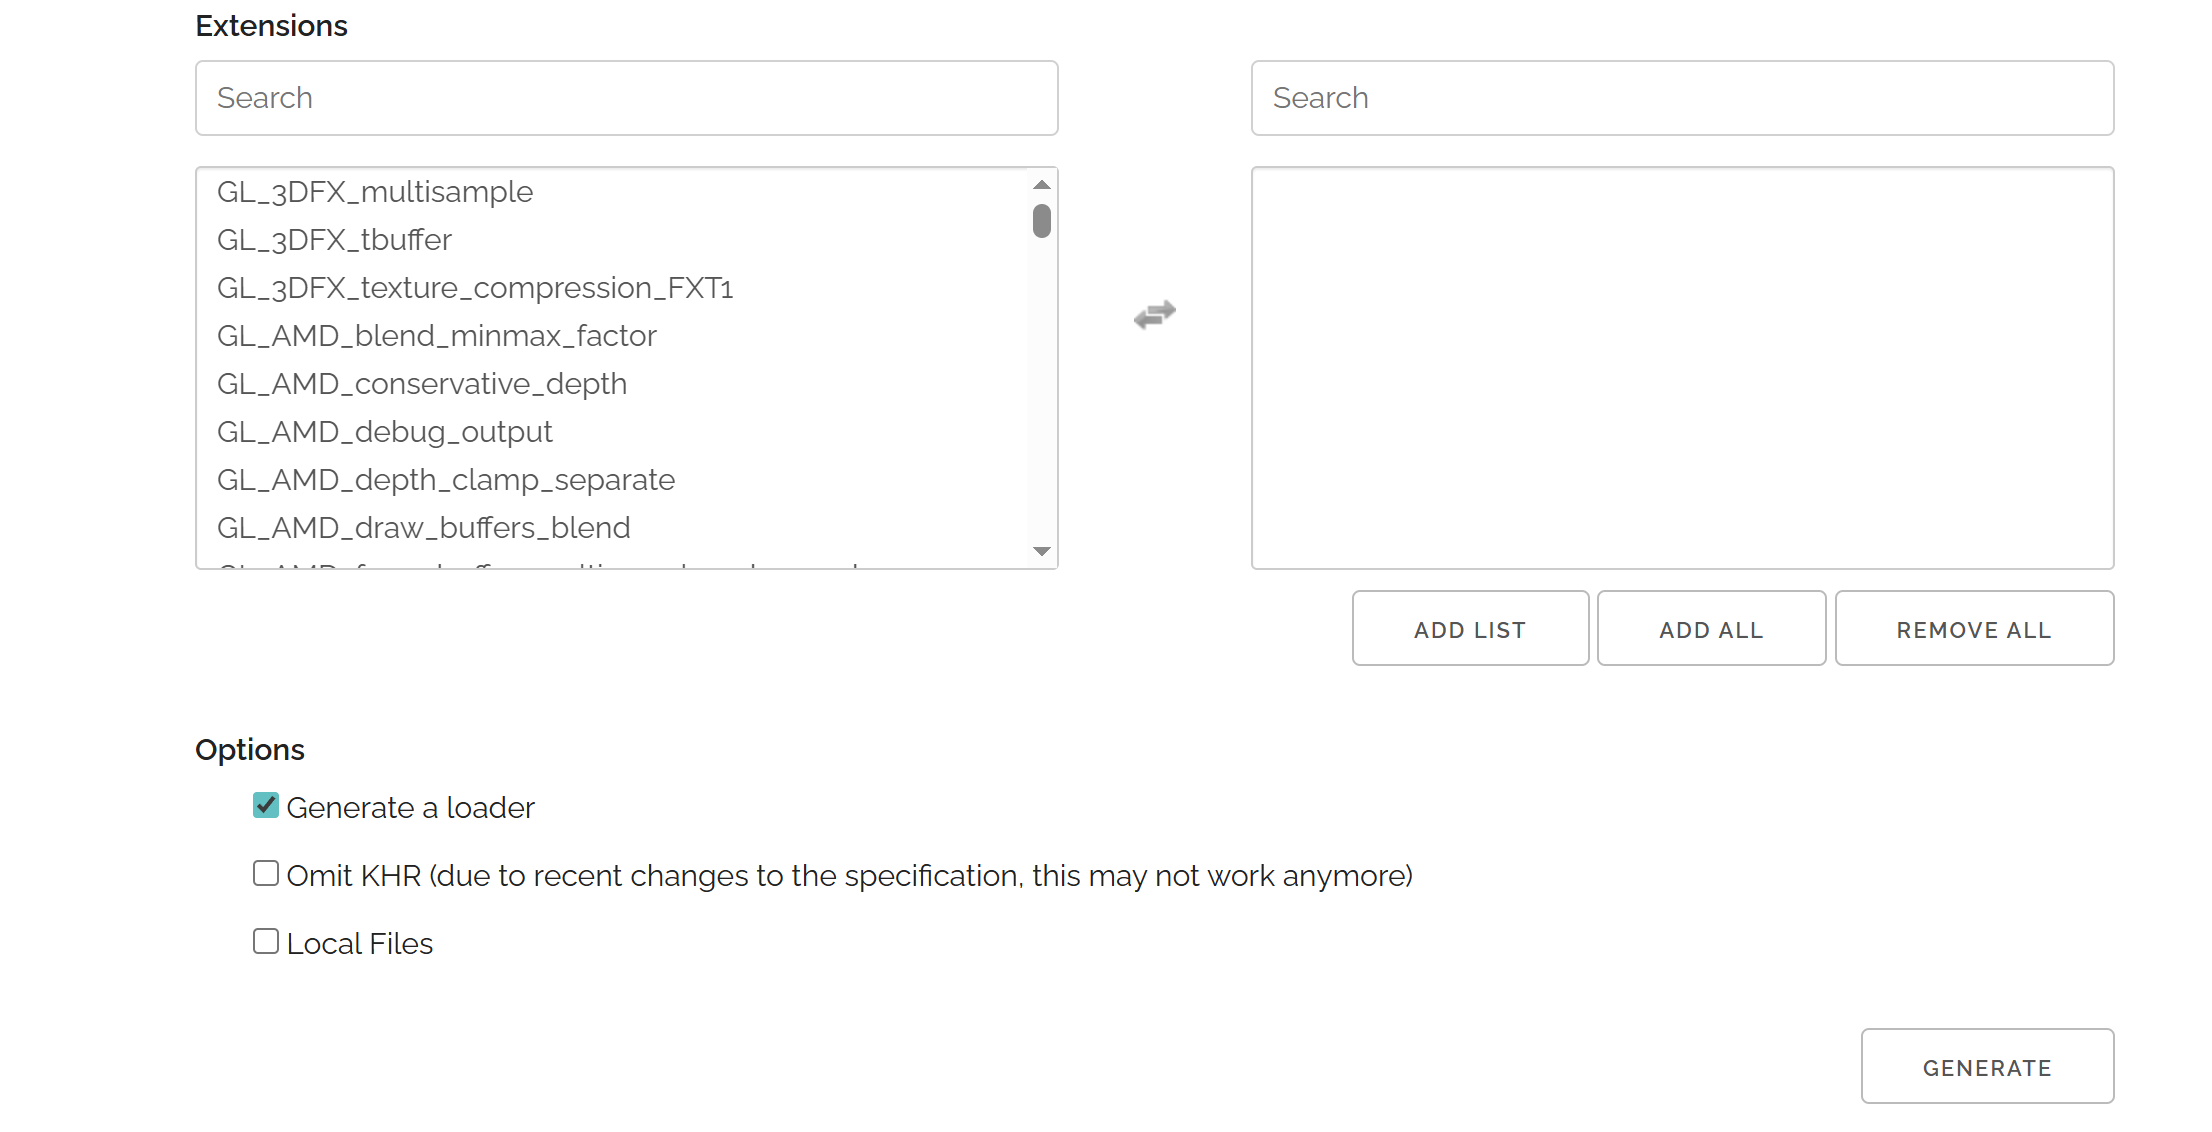 Extensions
Search
Search
GL_3DFX_multisample
GL_3DFX_tbuffer
GL_3DFX_texture_compression_FXT1
GL_AMD_blend_minmax_factor
GL_AMD_conservative_depth
GL_AMD_debug_output
GL_AMD_depth_clamp_separate
GL_AMD_draw_buffers_blend
ADD LIST
ADD ALL
REMOVE ALL
Options
Generate a loader
Omit KHR (due to recent changes to the specification, this may not work anymore)
Local Files
GENERATE